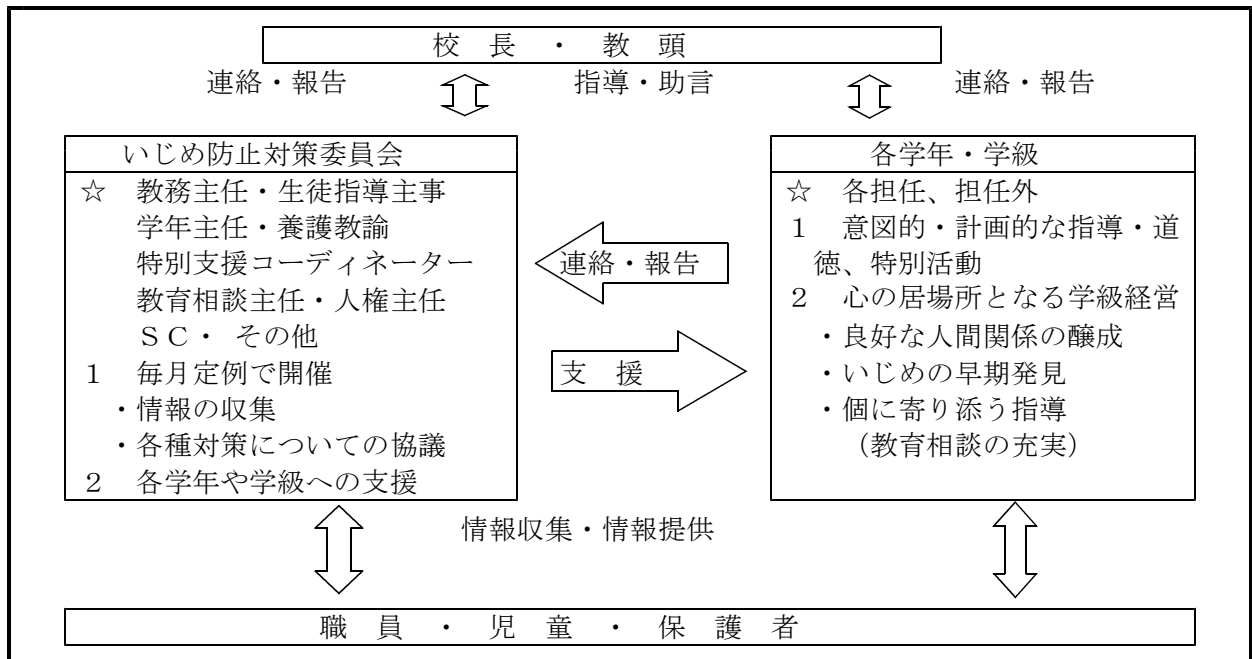 校　長　・　教　頭
連絡・報告
指導・助言
連絡・報告
いじめ防止対策委員会
☆　教務主任・生徒指導主事
学年主任・養護教諭
特別支援コーディネーター
教育相談主任・人権主任
ＳＣ・ その他
１　毎月定例で開催
・情報の収集
・各種対策についての協議
２　各学年や学級への支援
連絡・報告
支　援
各学年・学級
☆　各担任、担任外
１　意図的・計画的な指導・道
徳、特別活動
２　心の居場所となる学級経営
・良好な人間関係の醸成
・いじめの早期発見
・個に寄り添う指導
（教育相談の充実）
情報収集・情報提供
職　員　・　児　童　・　保　護　者